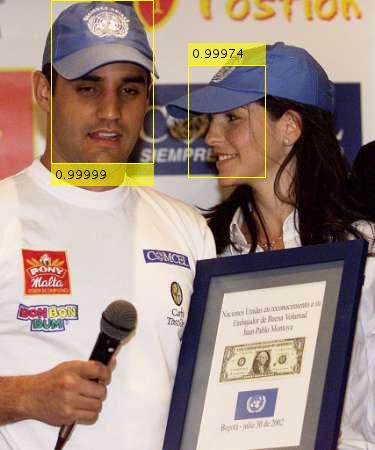 Postion
0.99974
0.99999
SIEMPRE
PONY
Malta
BON BON
BUM
COMCEL
Naciones Unidas en reconocimiento a su
Embajador de Buena Voluntad
Juan Pablo Montoya
Bogotá - julio 30 de 2002